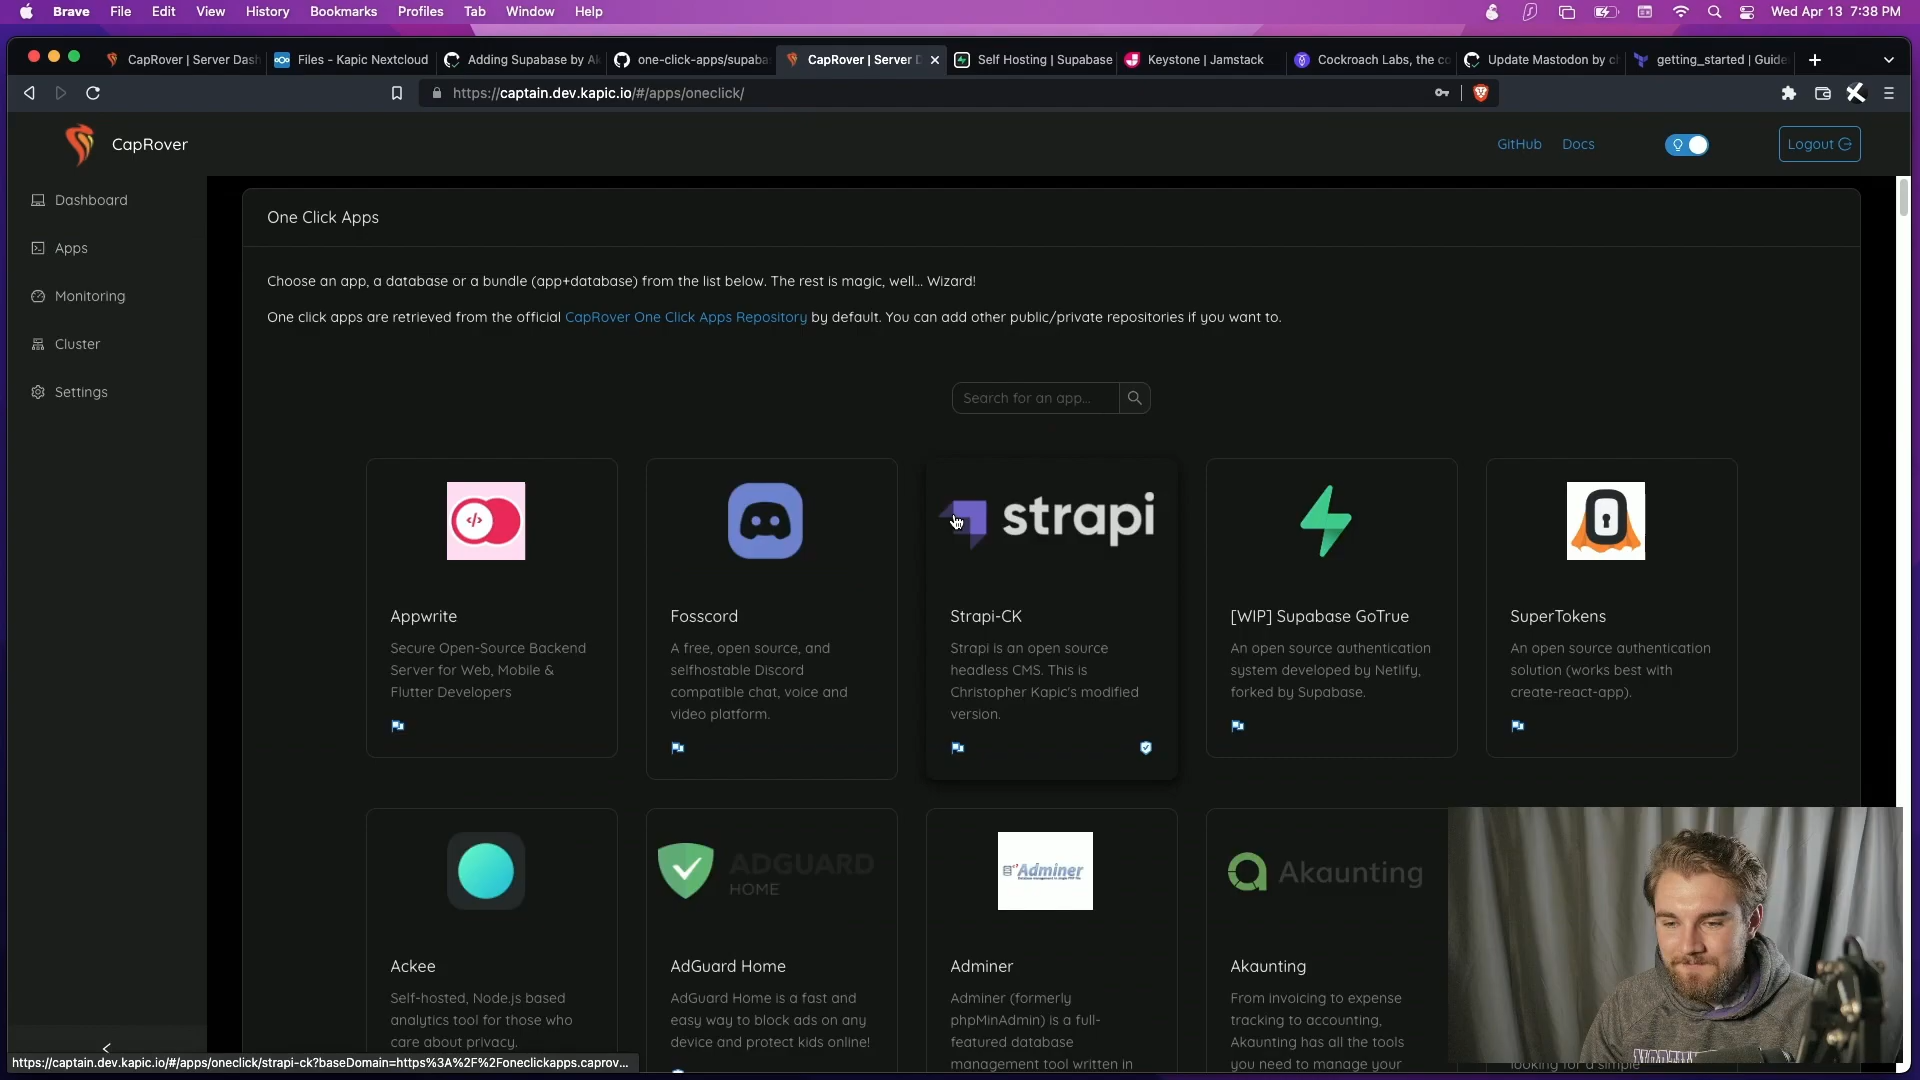 Brave File Edit View History Bookmarks Profiles Tab Window Help
Wed Apr 13 7:38 PM
CapRover | Server Dash
Files - Kapic Nextcloud
Adding Supabase by A
one-click-apps/supaba
CapRover | Server D
Self Hosting | Supabase
Keystone | Jamstack
Cockroach Labs, the co
Update Mastodon by c
getting_started | Guide
https://captain.dev.kapic.io/#/apps/oneclick/
CapRover
GitHub
Docs
Logout
Dashboard
Apps
Monitoring
Cluster
Settings
One Click Apps
Choose an app, a database or a bundle (app+database) from the list below. The rest is magic, well... Wizard!
One click apps are retrieved from the official CapRover One Click Apps Repository by default. You can add other public/private repositories if you want to.
Search for an app...
Appwrite
Secure Open-Source Backend
Server for Web, Mobile &
Flutter Developers
Fosscord
A free, open source, and
selfhostable Discord
compatible chat, voice and
video platform.
strapi
Strapi-CK
Strapi is an open source
headless CMS. This is
Christopher Kapic's modified
version.
[WIP] Supabase GoTrue
An open source authentication
system developed by Netlify,
forked by Supabase.
SuperTokens
An open source authentication
solution (works best with
create-react-app).
Ackee
Self-hosted, Node.js based
analytics tool for those who
care about privacy.
ADGUARD
HOME
AdGuard Home
AdGuard Home is a fast and
easy way to block ads on any
device and protect kids online!
Adminer
Adminer
Adminer (formerly
phpMinAdmin) is a full-
featured database
management tool written in
Akaunting
Akaunting
From invoicing to expense
tracking to accounting,
Akaunting has all the tools
you need to manage your
looking for a simple
https://captain.dev.kapic.io/#/apps/oneclick/strapi-ck?baseDomain=https%3A%2F%2Foneclickapps.caprov...